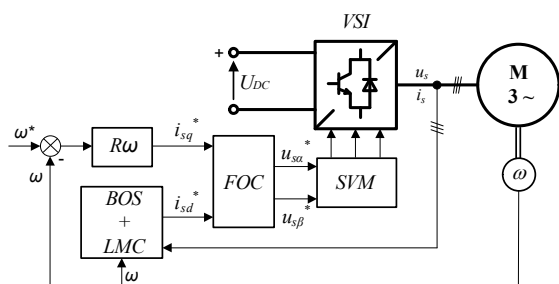 VSI
+
U_DC
u_s
i_s
M
3 ~
ω*
-
Rω
i_sq*
ω
FOC
u_sα*
SVM
u_sβ*
ω
BOS
+
LMC
i_sd*
ω